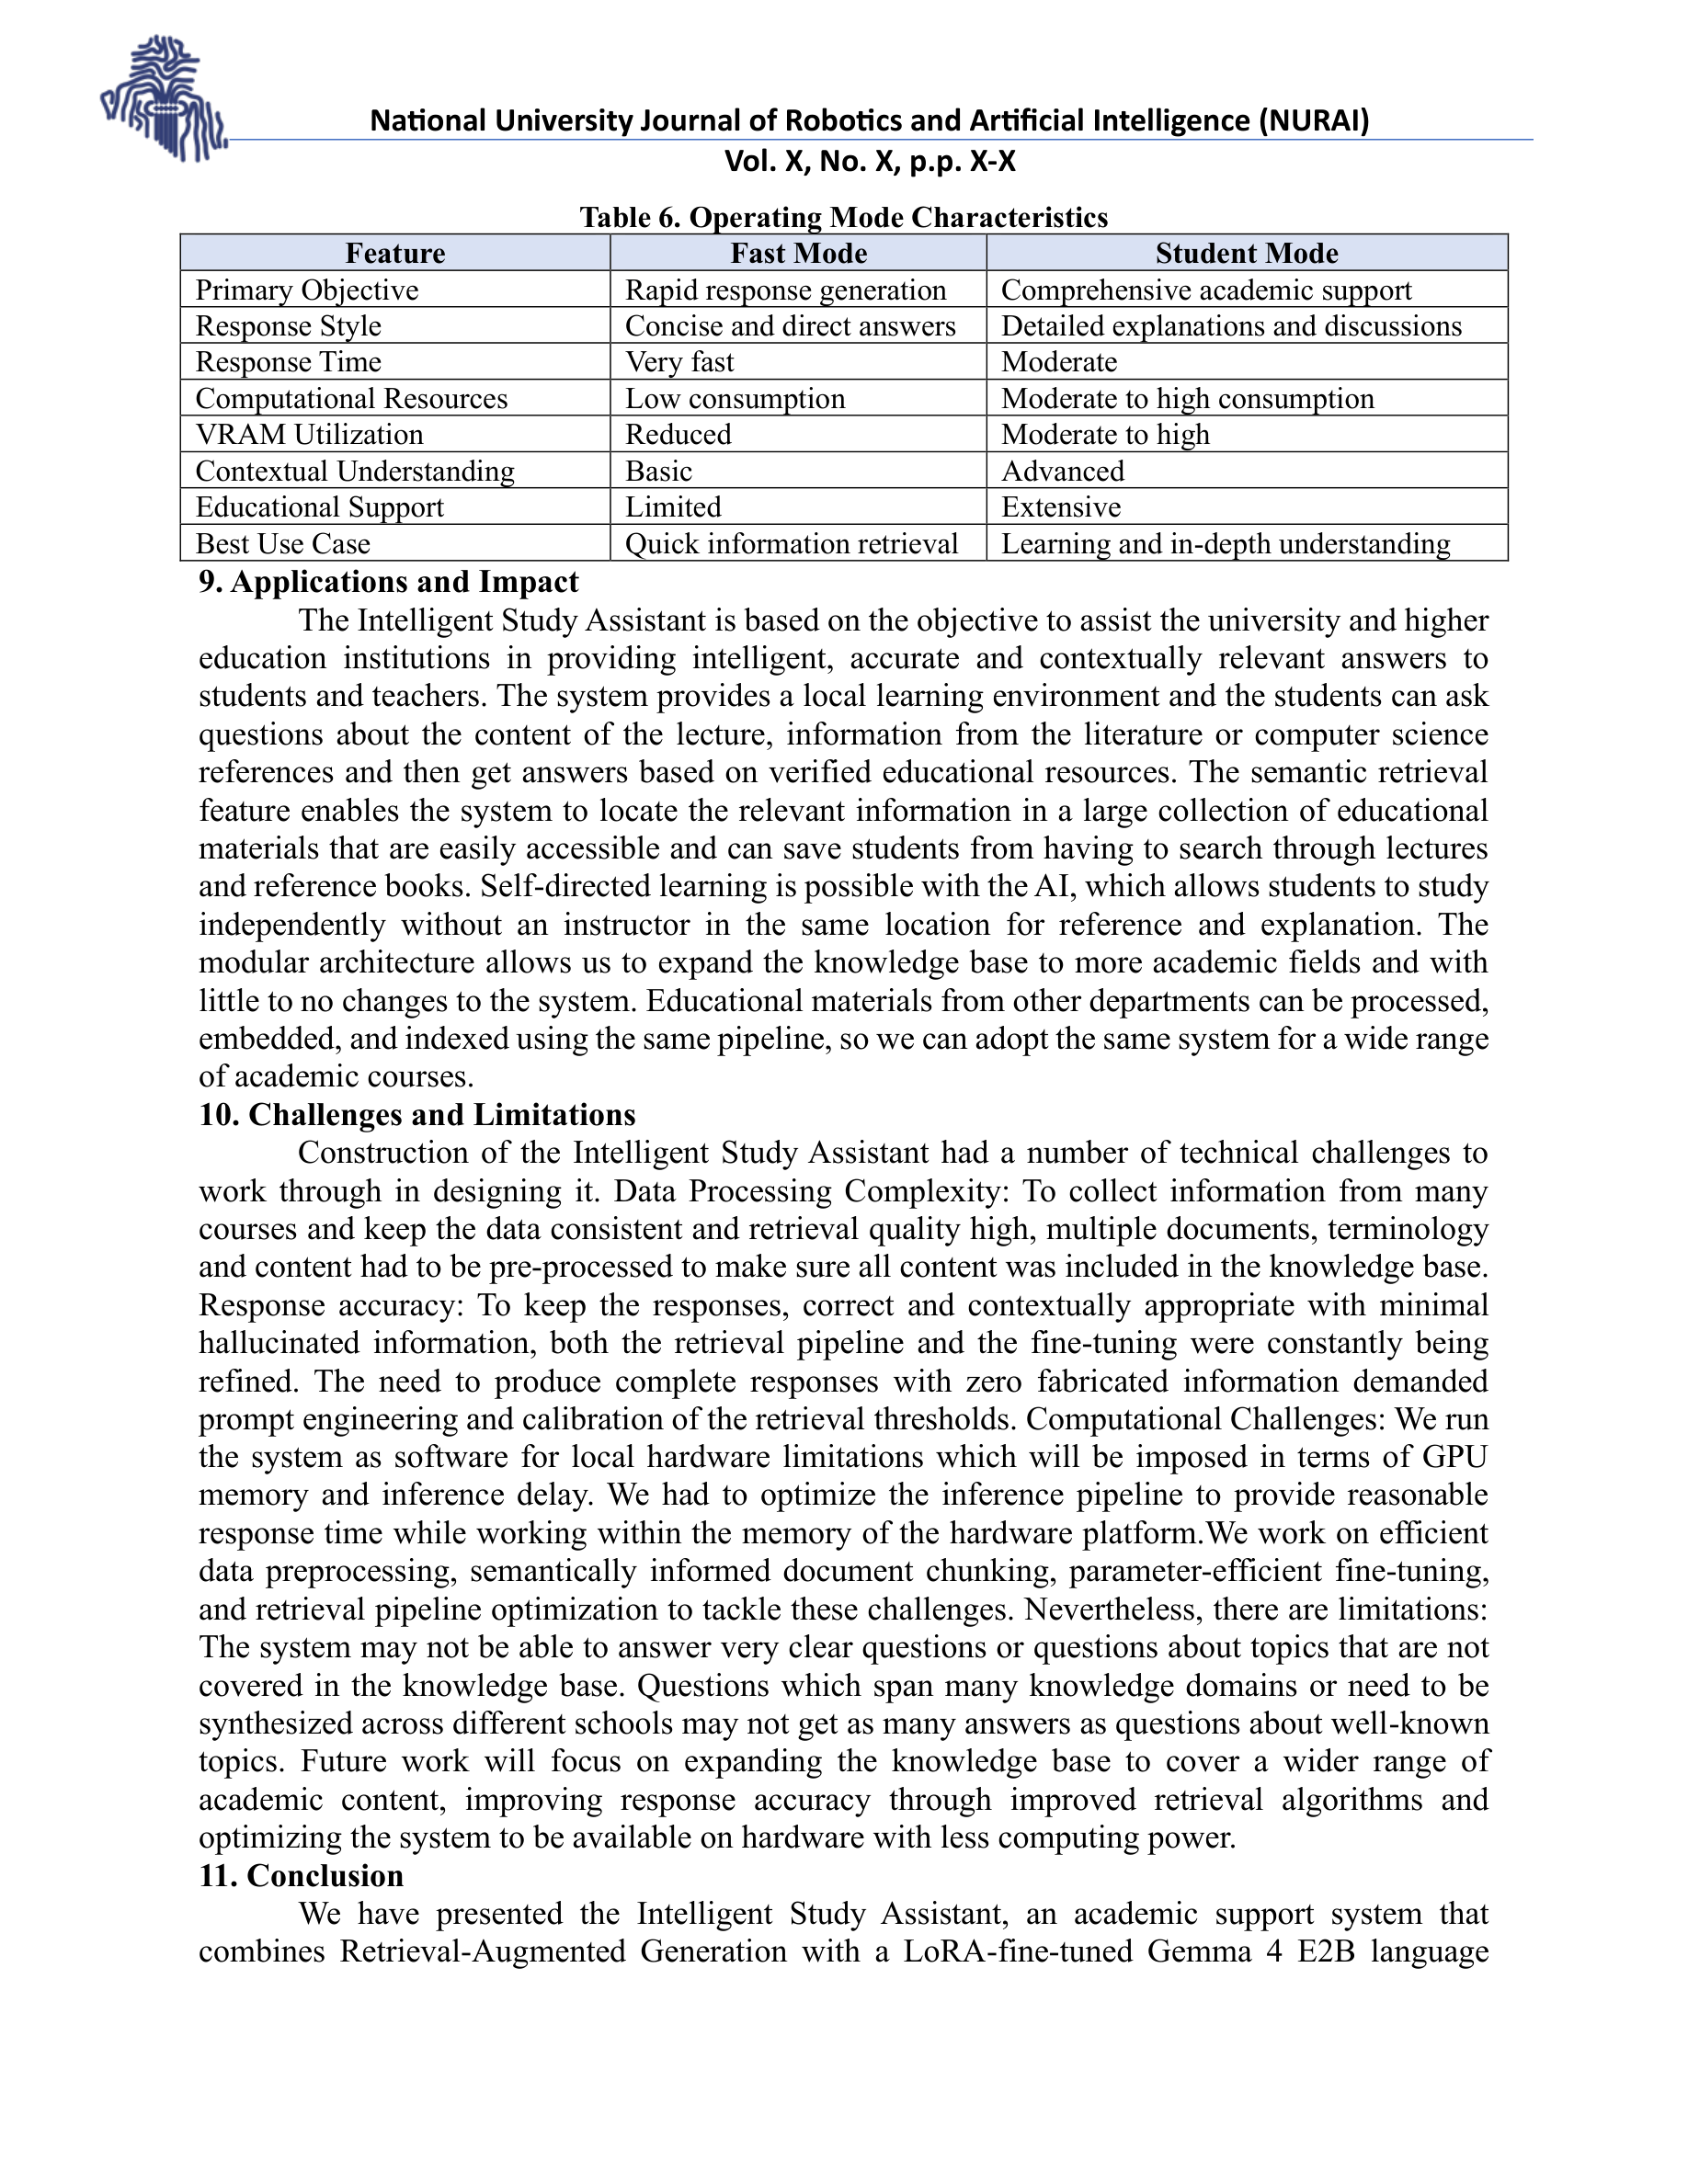 National University Journal of Robotics and Artificial Intelligence (NURAI)
Vol. X, No. X, p.p. X-X
Table 6. Operating Mode Characteristics
Feature Fast Mode Student Mode
Primary Objective Rapid response generation Comprehensive academic support
Response Style Concise and direct answers Detailed explanations and discussions
Response Time Very fast Moderate
Computational Resources Low consumption Moderate to high consumption
VRAM Utilization Reduced Moderate to high
Contextual Understanding Basic Advanced
Educational Support Limited Extensive
Best Use Case Quick information retrieval Learning and in-depth understanding
9. Applications and Impact
The Intelligent Study Assistant is based on the objective to assist the university and higher
education institutions in providing intelligent, accurate and contextually relevant answers to
students and teachers. The system provides a local learning environment and the students can ask
questions about the content of the lecture, information from the literature or computer science
references and then get answers based on verified educational resources. The semantic retrieval
feature enables the system to locate the relevant information in a large collection of educational
materials that are easily accessible and can save students from having to search through lectures
and reference books. Self-directed learning is possible with the AI, which allows students to study
independently without an instructor in the same location for reference and explanation. The
modular architecture allows us to expand the knowledge base to more academic fields and with
little to no changes to the system. Educational materials from other departments can be processed,
embedded, and indexed using the same pipeline, so we can adopt the same system for a wide range
of academic courses.
10. Challenges and Limitations
Construction of the Intelligent Study Assistant had a number of technical challenges to
work through in designing it. Data Processing Complexity: To collect information from many
courses and keep the data consistent and retrieval quality high, multiple documents, terminology
and content had to be pre-processed to make sure all content was included in the knowledge base.
Response accuracy: To keep the responses, correct and contextually appropriate with minimal
hallucinated information, both the retrieval pipeline and the fine-tuning were constantly being
refined. The need to produce complete responses with zero fabricated information demanded
prompt engineering and calibration of the retrieval thresholds. Computational Challenges: We run
the system as software for local hardware limitations which will be imposed in terms of GPU
memory and inference delay. We had to optimize the inference pipeline to provide reasonable
response time while working within the memory of the hardware platform.We work on efficient
data preprocessing, semantically informed document chunking, parameter-efficient fine-tuning,
and retrieval pipeline optimization to tackle these challenges. Nevertheless, there are limitations:
The system may not be able to answer very clear questions or questions about topics that are not
covered in the knowledge base. Questions which span many knowledge domains or need to be
synthesized across different schools may not get as many answers as questions about well-known
topics. Future work will focus on expanding the knowledge base to cover a wider range of
academic content, improving response accuracy through improved retrieval algorithms and
optimizing the system to be available on hardware with less computing power.
11. Conclusion
We have presented the Intelligent Study Assistant, an academic support system that
combines Retrieval-Augmented Generation with a LoRA-fine-tuned Gemma 4 E2B language